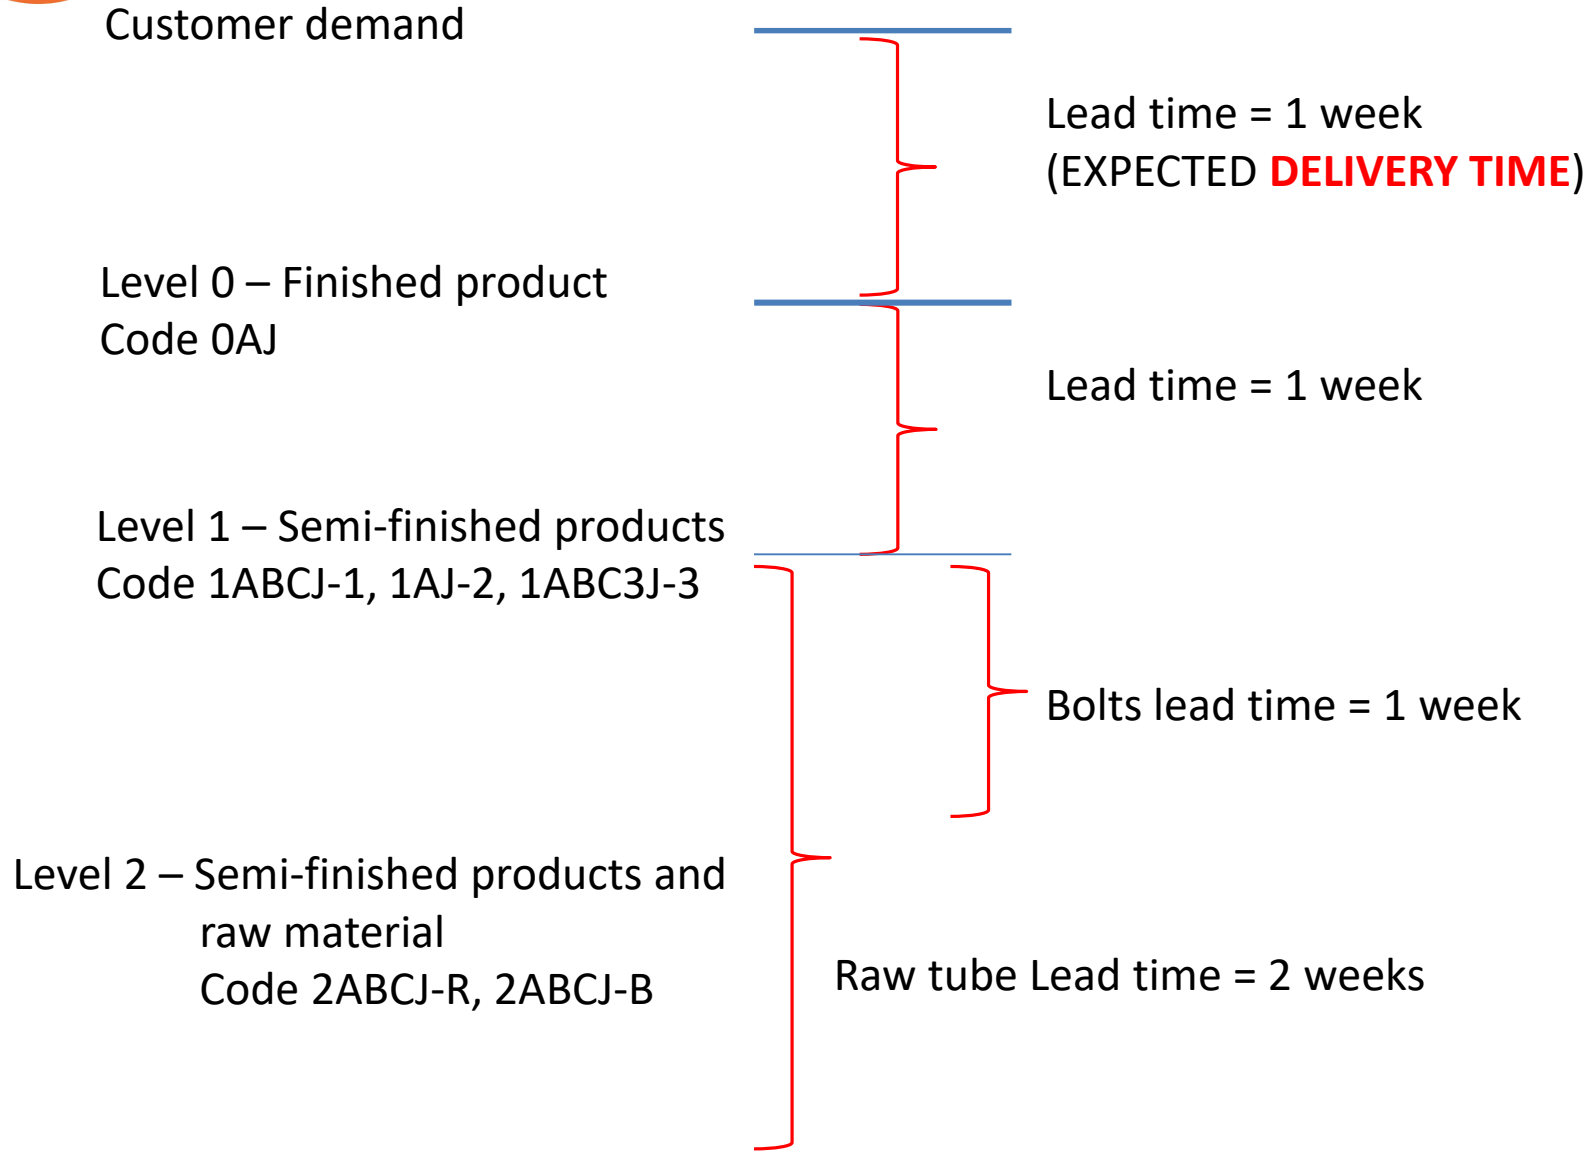 Customer demand
Lead time = 1 week
(EXPECTED DELIVERY TIME)
Level 0 – Finished product
Code 0AJ
Lead time = 1 week
Level 1 – Semi-finished products
Code 1ABCJ-1, 1AJ-2, 1ABC3J-3
Bolts lead time = 1 week
Level 2 – Semi-finished products and
raw material
Code 2ABCJ-R, 2ABCJ-B
Raw tube Lead time = 2 weeks